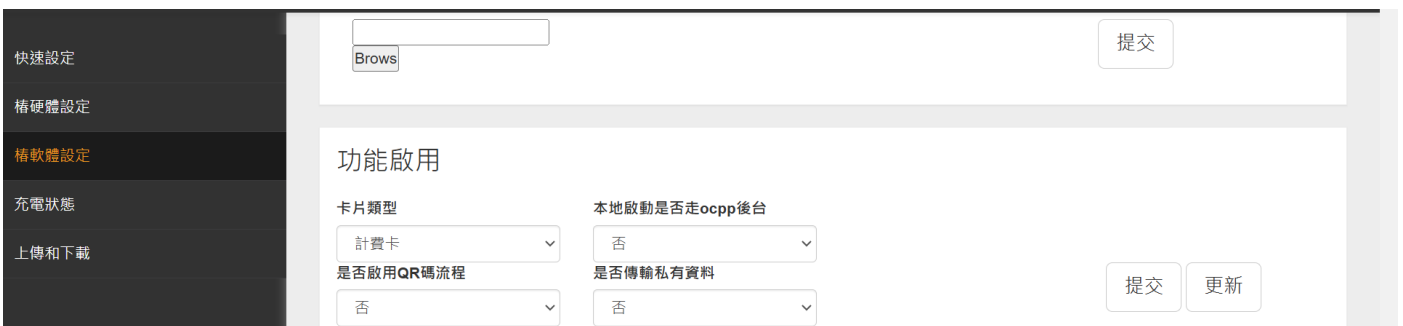 快速設定
樁硬體設定
樁軟體設定
充電狀態
上傳和下載
Brows
提交
功能啟用
卡片類型
本地啟動是否走ocpp後台
計費卡
否
是否啟用QR碼流程
是否傳輸私有資料
否
否
提交
更新